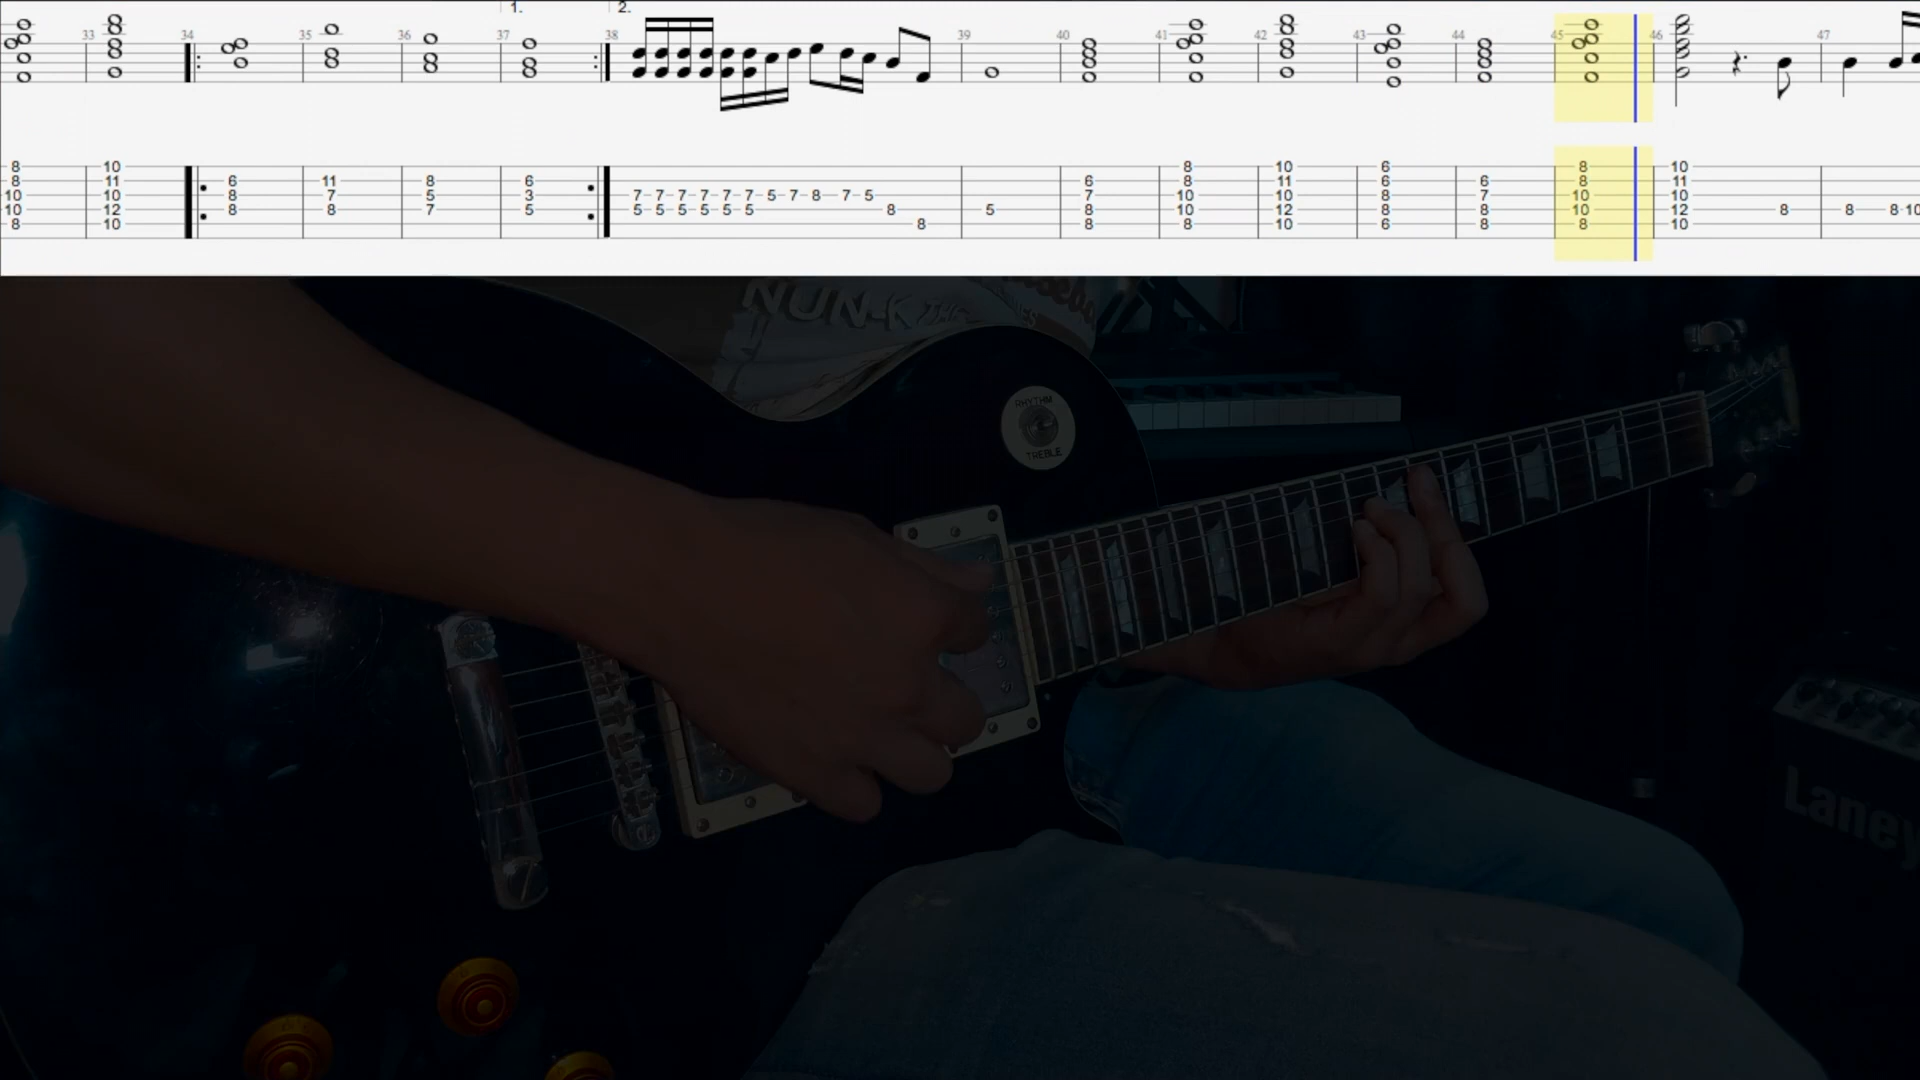 1. 2.
33 34 35 36 37 38 39 40 41 42 43 44 45 46 47
8 10 8 10 10 8 8 10
8 11 6 11 8 6 6 8 11 6 6 8 11
10 10 8 7 5 3 7 7 7 7 7 7 5 7 8 7 5 7 10 10 8 7 10 10
10 12 8 8 7 5 5 5 5 5 5 5 8 5 8 10 12 8 8 10 12 8 8 8 10
8 10 8 8 8 10 6 8 8 10
NUN-K THE
RHYTHM
TREBLE
Laney